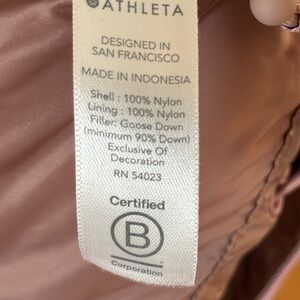 ATHLETA
DESIGNED IN
SAN FRANCISCO
MADE IN INDONESIA
Shell : 100% Nylon
Lining : 100% Nylon
Filler: Goose Down
(minimum 90% Down)
Exclusive Of
Decoration
RN 54023
Certified
B
Corporation